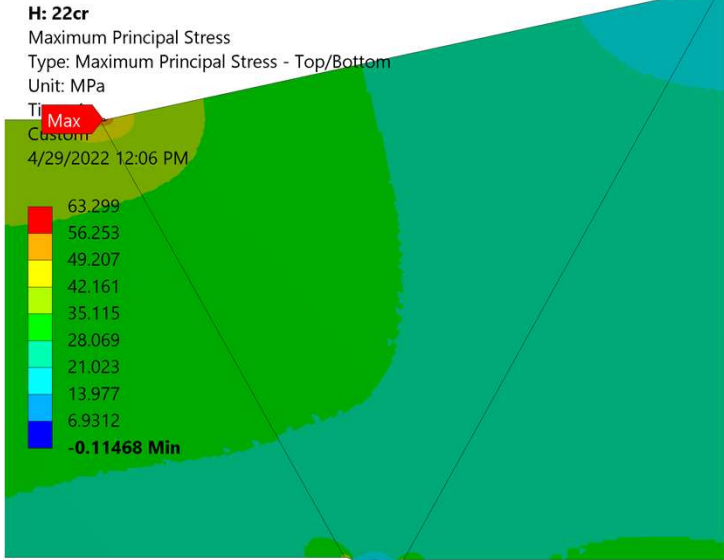 H: 22cr
Maximum Principal Stress
Type: Maximum Principal Stress - Top/Bottom
Unit: MPa
Max
Custom
4/29/2022 12:06 PM
63.299
56.253
49.207
42.161
35.115
28.069
21.023
13.977
6.9312
-0.11468 Min